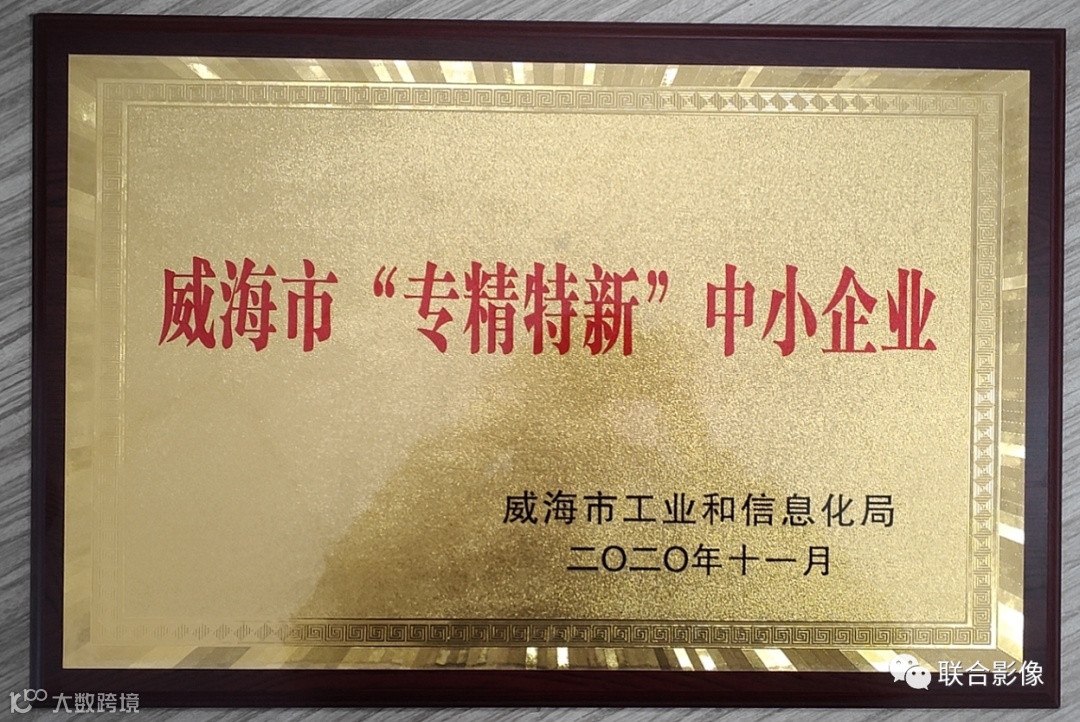 威海市“专精特新”中小企业
威海市工业和信息化局
二〇二〇年十一月
联合影像
大数跨境